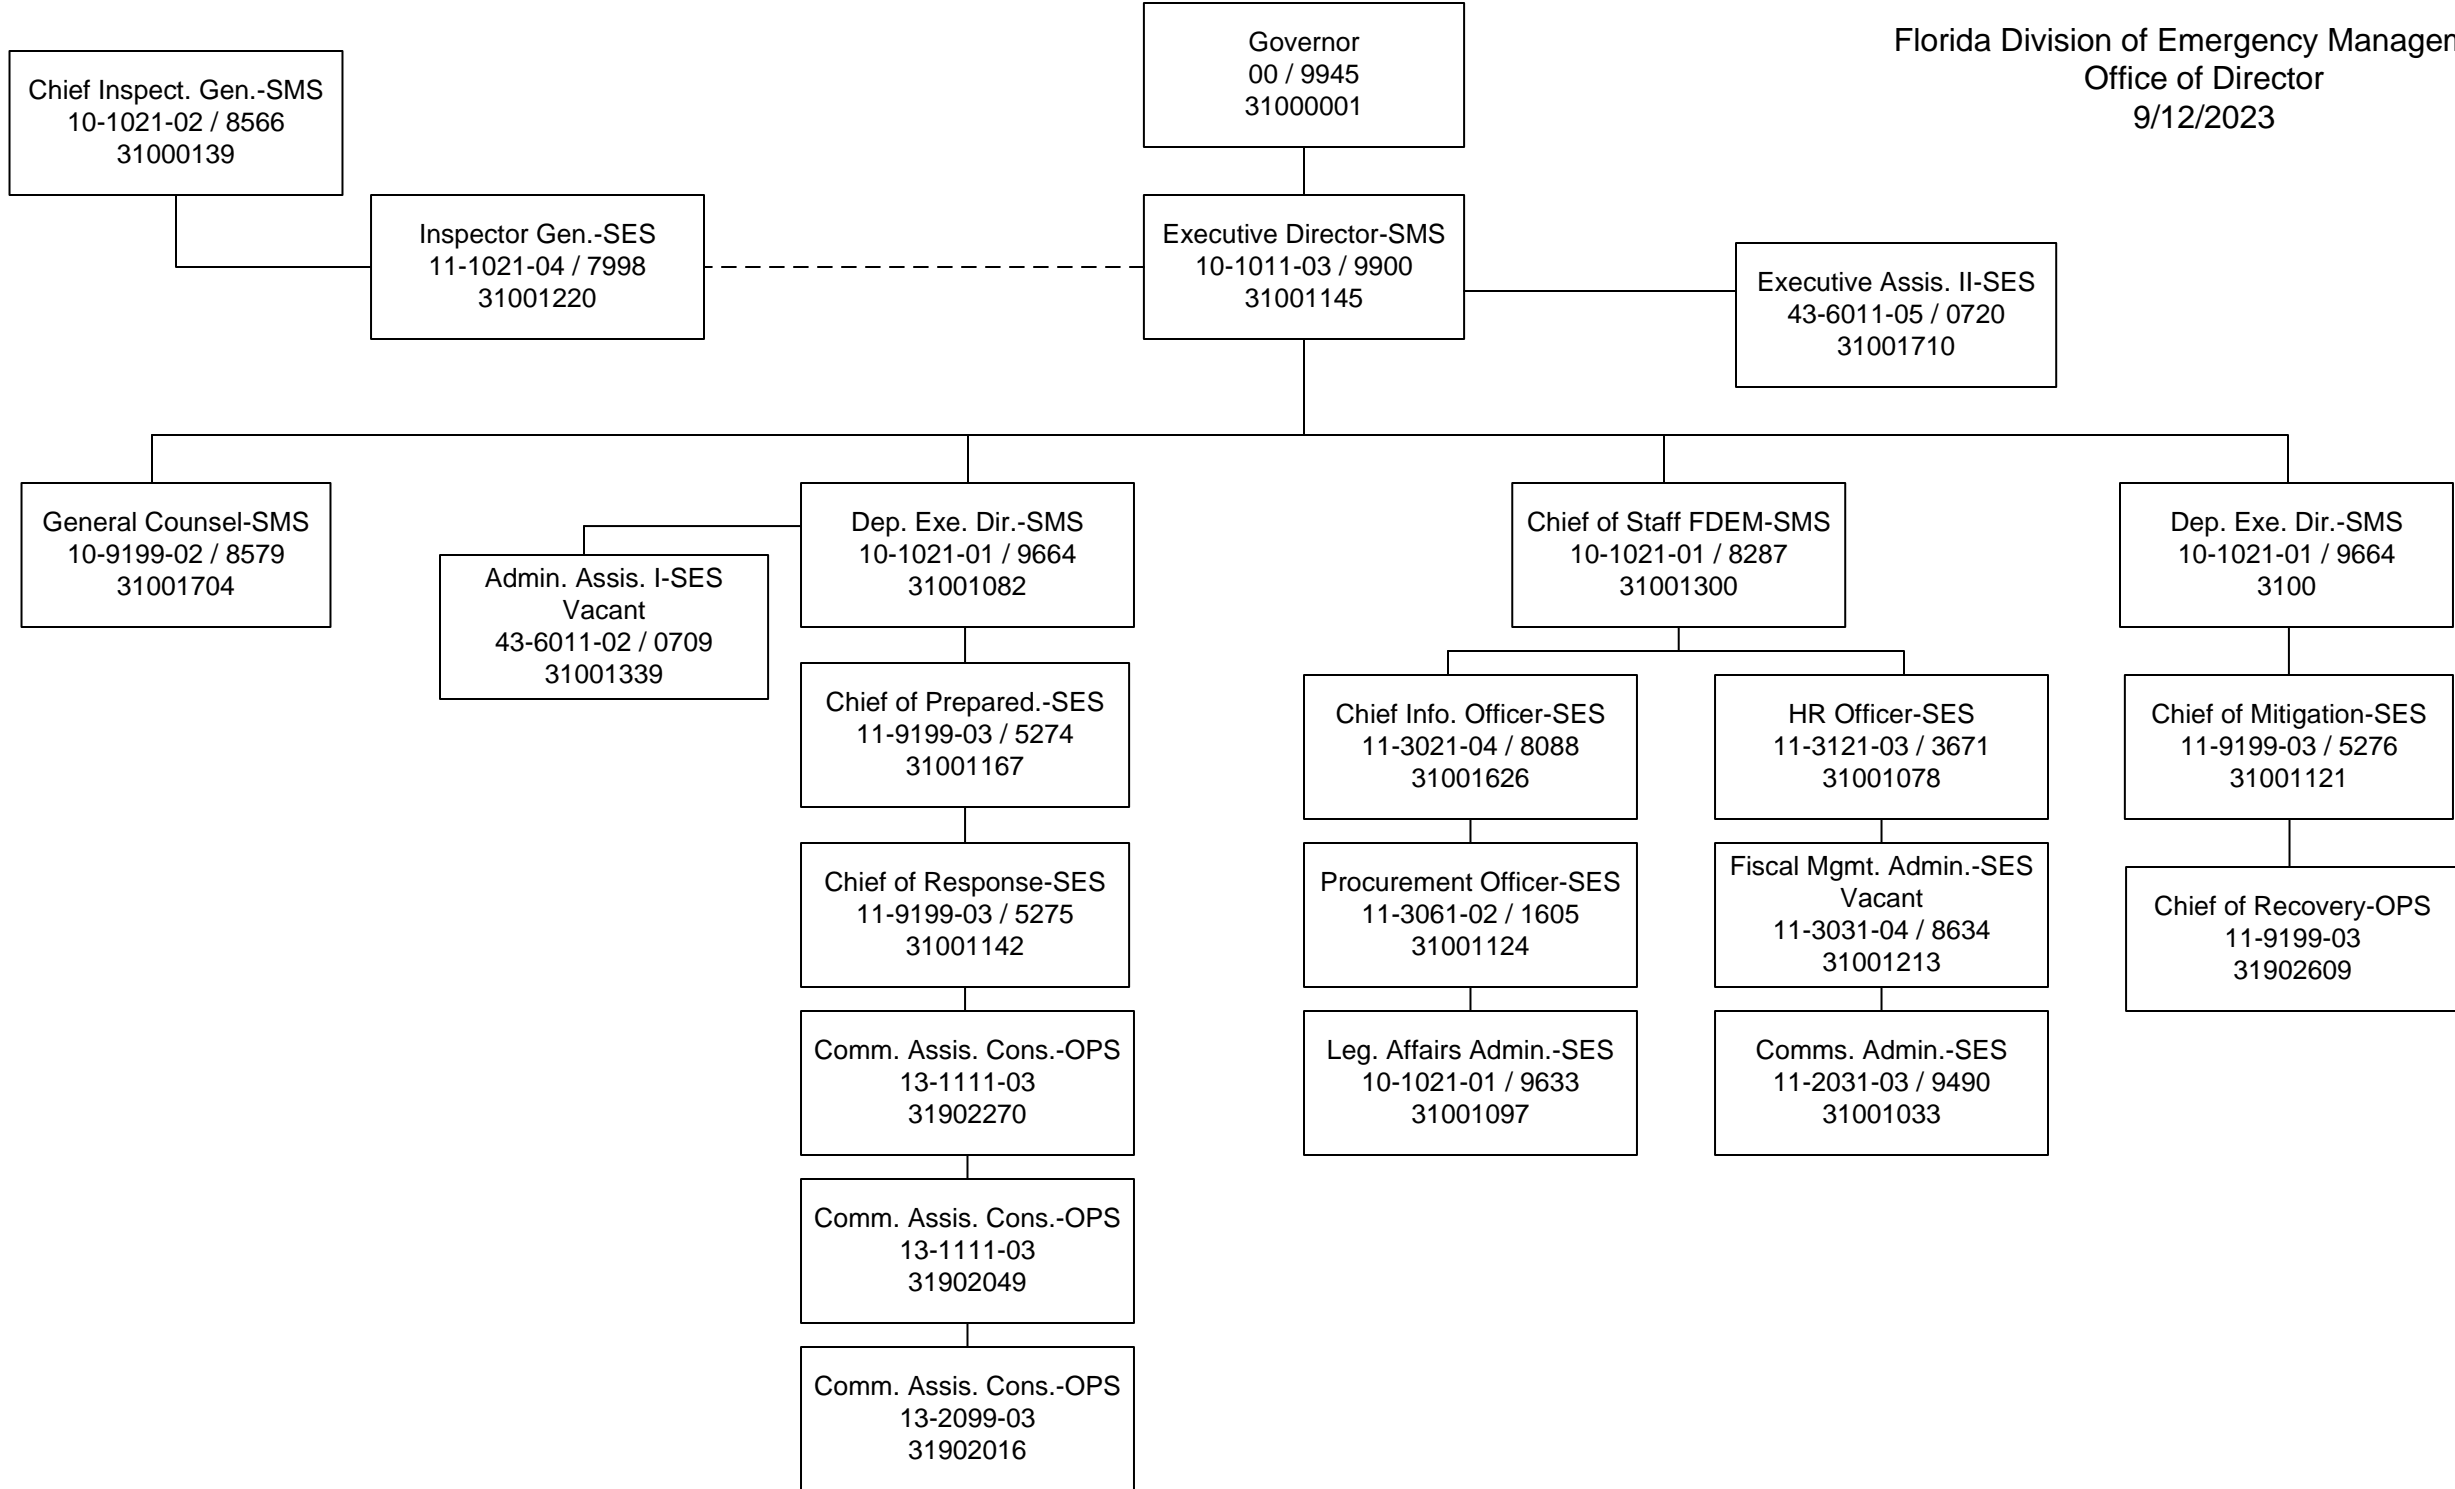 Florida Division of Emergency Managem
Office of Director
9/12/2023
Governor
00 / 9945
31000001
Chief Inspect. Gen.-SMS
10-1021-02 / 8566
31000139
Inspector Gen.-SES
11-1021-04 / 7998
31001220
Executive Director-SMS
10-1011-03 / 9900
31001145
Executive Assis. II-SES
43-6011-05 / 0720
31001710
General Counsel-SMS
10-9199-02 / 8579
31001704
Admin. Assis. I-SES
Vacant
43-6011-02 / 0709
31001339
Dep. Exe. Dir.-SMS
10-1021-01 / 9664
31001082
Chief of Prepared.-SES
11-9199-03 / 5274
31001167
Chief of Response-SES
11-9199-03 / 5275
31001142
Comm. Assis. Cons.-OPS
13-1111-03
31902270
Comm. Assis. Cons.-OPS
13-1111-03
31902049
Comm. Assis. Cons.-OPS
13-2099-03
31902016
Chief of Staff FDEM-SMS
10-1021-01 / 8287
31001300
Chief Info. Officer-SES
11-3021-04 / 8088
31001626
Procurement Officer-SES
11-3061-02 / 1605
31001124
Leg. Affairs Admin.-SES
10-1021-01 / 9633
31001097
HR Officer-SES
11-3121-03 / 3671
31001078
Fiscal Mgmt. Admin.-SES
Vacant
11-3031-04 / 8634
31001213
Comms. Admin.-SES
11-2031-03 / 9490
31001033
Dep. Exe. Dir.-SMS
10-1021-01 / 9664
3100
Chief of Mitigation-SES
11-9199-03 / 5276
31001121
Chief of Recovery-OPS
11-9199-03
31902609